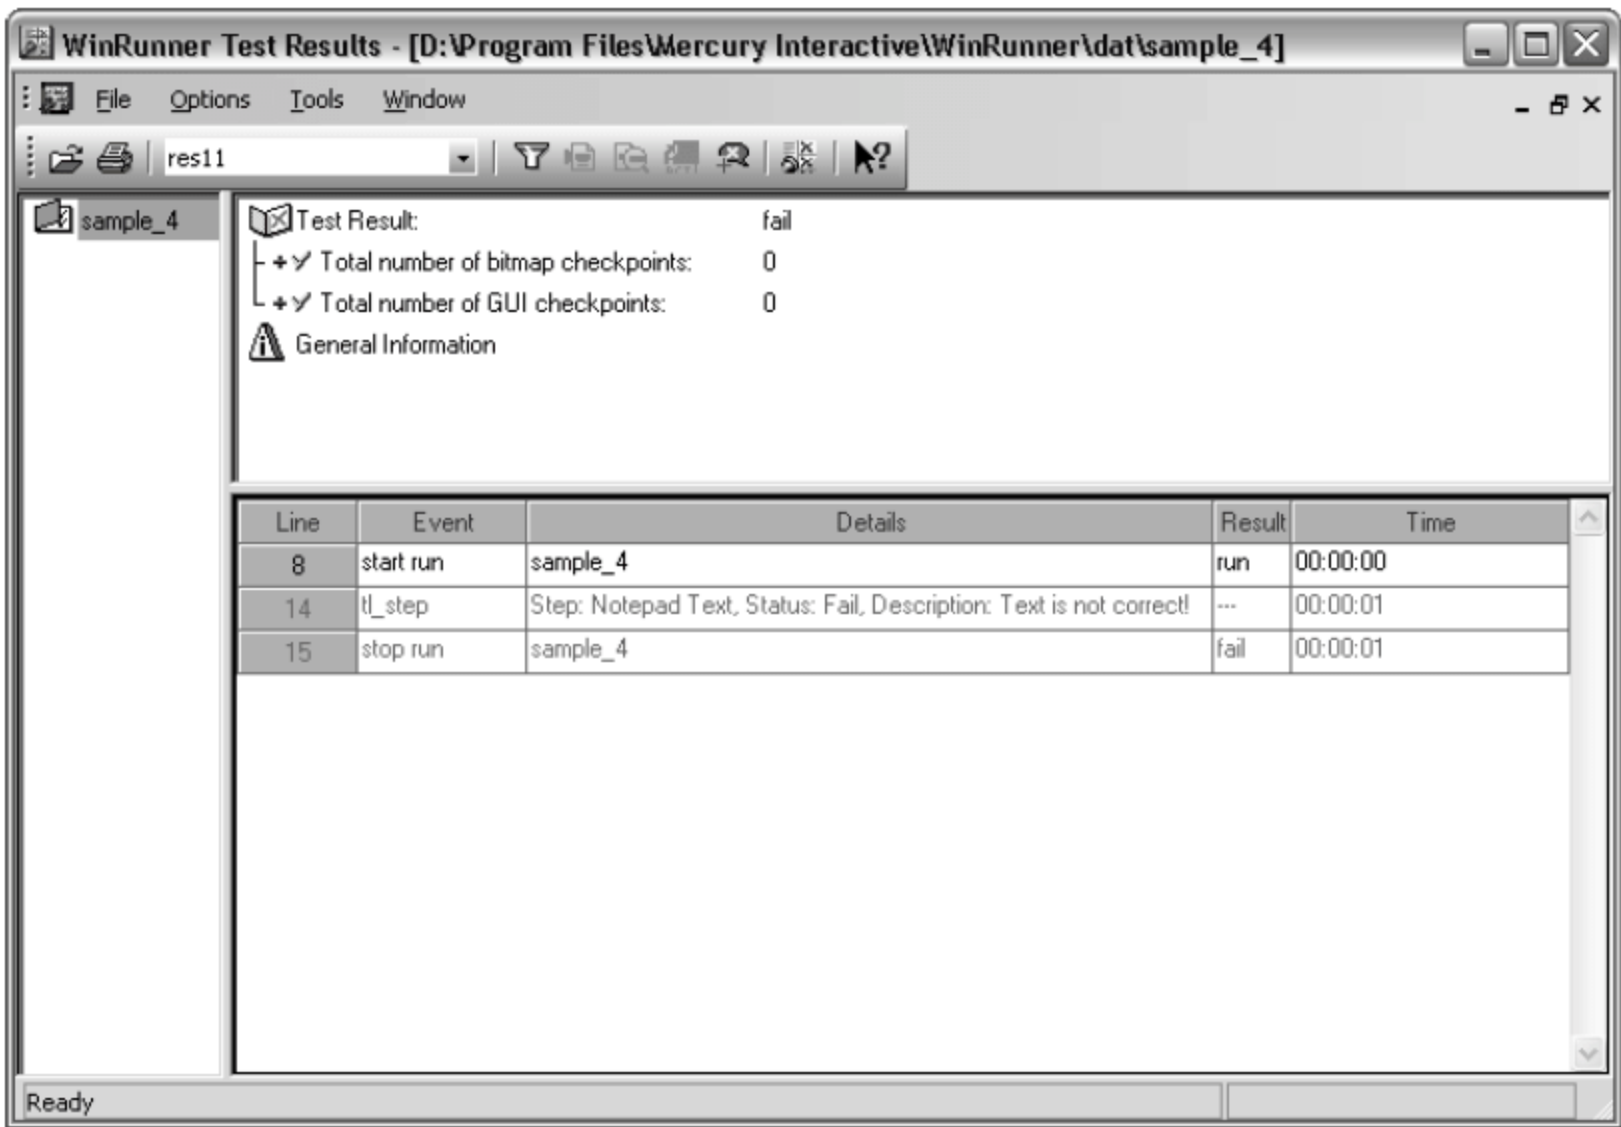 WinRunner Test Results - [D:\Program Files\Mercury Interactive\WinRunner\dat\sample_4]
File Options Tools Window
res11
sample_4
Test Result: fail
Total number of bitmap checkpoints: 0
Total number of GUI checkpoints: 0
General Information
Line Event Details Result Time
8 start run sample_4 run 00:00:00
14 tl_step Step: Notepad Text, Status: Fail, Description: Text is not correct! --- 00:00:01
15 stop run sample_4 fail 00:00:01
Ready